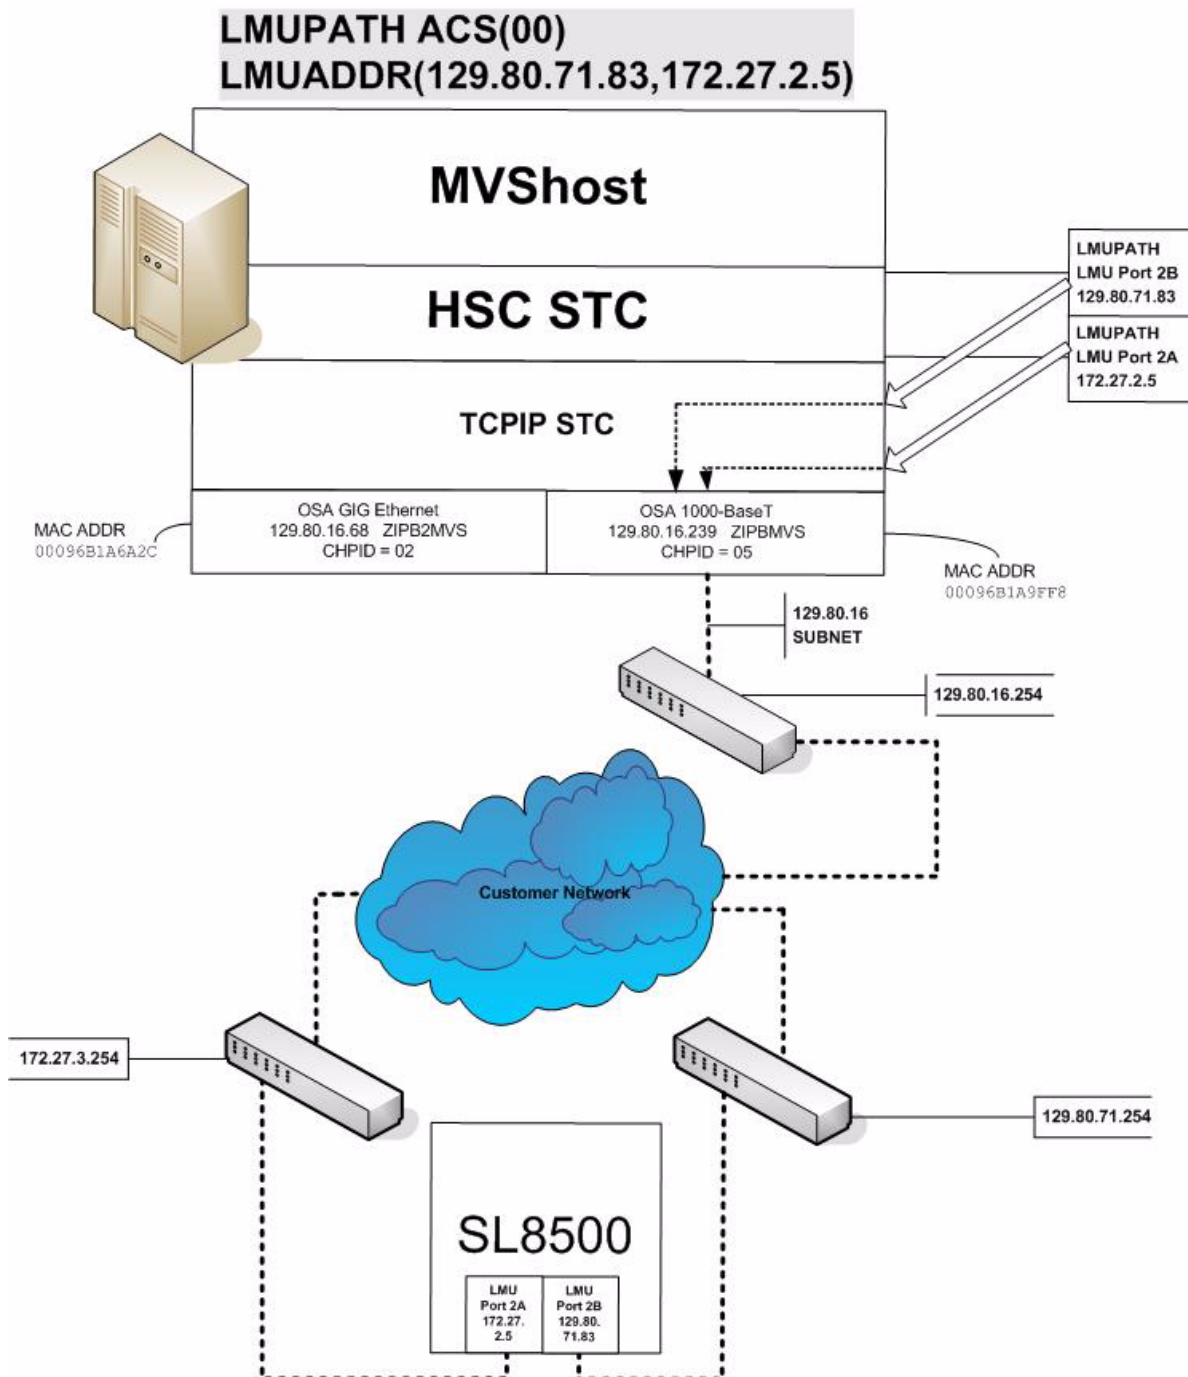 LMUPATH ACS(00)
LMUADDR(129.80.71.83,172.27.2.5)
MVShost
HSC STC
TCPIP STC
LMUPATH
LMU Port 2B
129.80.71.83
LMUPATH
LMU Port 2A
172.27.2.5
OSA GIG Ethernet
129.80.16.68 ZIPB2MVS
CHPID = 02
OSA 1000-BaseT
129.80.16.239 ZIPBMVS
CHPID = 05
MAC ADDR
00096B1A6A2C
MAC ADDR
00096B1A9FF8
129.80.16
SUBNET
129.80.16.254
Customer Network
172.27.3.254
129.80.71.254
SL8500
LMU
Port 2A
172.27.
2.5
LMU
Port 2B
129.80.
71.83